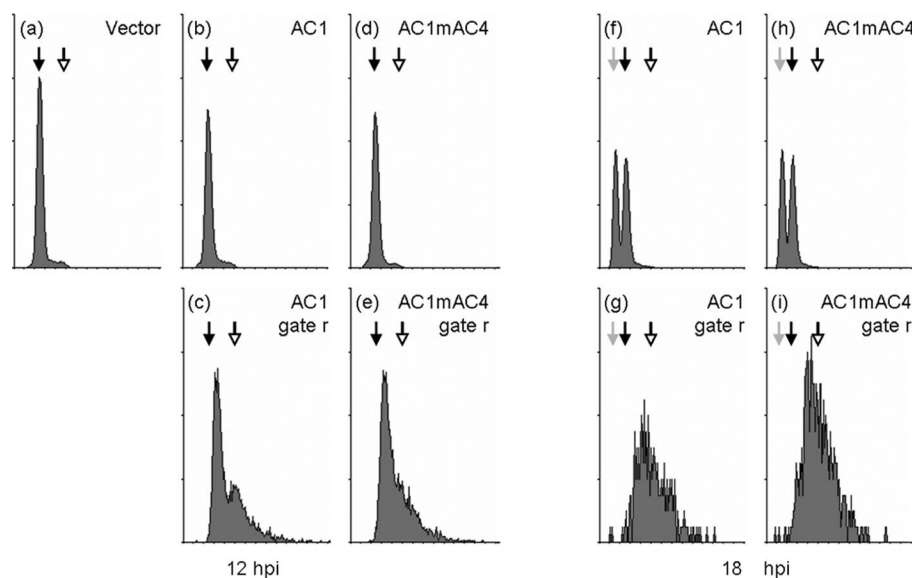 (a) Vector
(b) AC1
(d) AC1mAC4
(f) AC1
(h) AC1mAC4
(c) AC1
gate r
(e) AC1mAC4
gate r
(g) AC1
gate r
(i) AC1mAC4
gate r
12 hpi
18 hpi